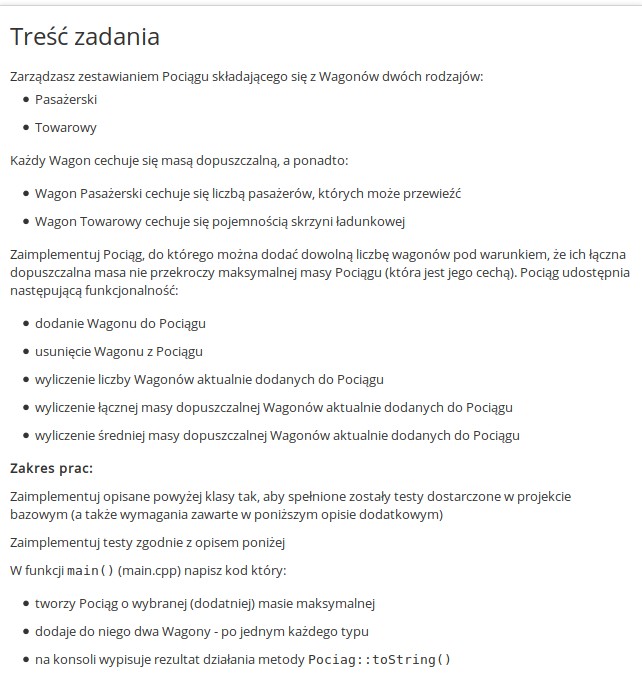 Treść zadania
Zarządzasz zestawianiem Pociągu składającego się z Wagonów dwóch rodzajów:
● Pasażerski
● Towarowy
Każdy Wagon cechuje się masą dopuszczalną, a ponadto:
● Wagon Pasażerski cechuje się liczbą pasażerów, których może przewieźć
● Wagon Towarowy cechuje się pojemnością skrzyni ładunkowej
Zaimplementuj Pociąg, do którego można dodać dowolną liczbę wagonów pod warunkiem, że ich łączna
dopuszczalna masa nie przekroczy maksymalnej masy Pociągu (która jest jego cechą). Pociąg udostępnia
następującą funkcjonalność:
● dodanie Wagonu do Pociągu
● usunięcie Wagonu z Pociągu
● wyliczenie liczby Wagonów aktualnie dodanych do Pociągu
● wyliczenie łącznej masy dopuszczalnej Wagonów aktualnie dodanych do Pociągu
● wyliczenie średniej masy dopuszczalnej Wagonów aktualnie dodanych do Pociągu
Zakres prac:
Zaimplementuj opisane powyżej klasy tak, aby spełnione zostały testy dostarczone w projekcie
bazowym (a także wymagania zawarte w poniższym opisie dodatkowym)
Zaimplementuj testy zgodnie z opisem poniżej
W funkcji main() (main.cpp) napisz kod który:
● tworzy Pociąg o wybranej (dodatniej) masie maksymalnej
● dodaje do niego dwa Wagony - po jednym każdego typu
● na konsoli wypisuje rezultat działania metody Pociag::toString()